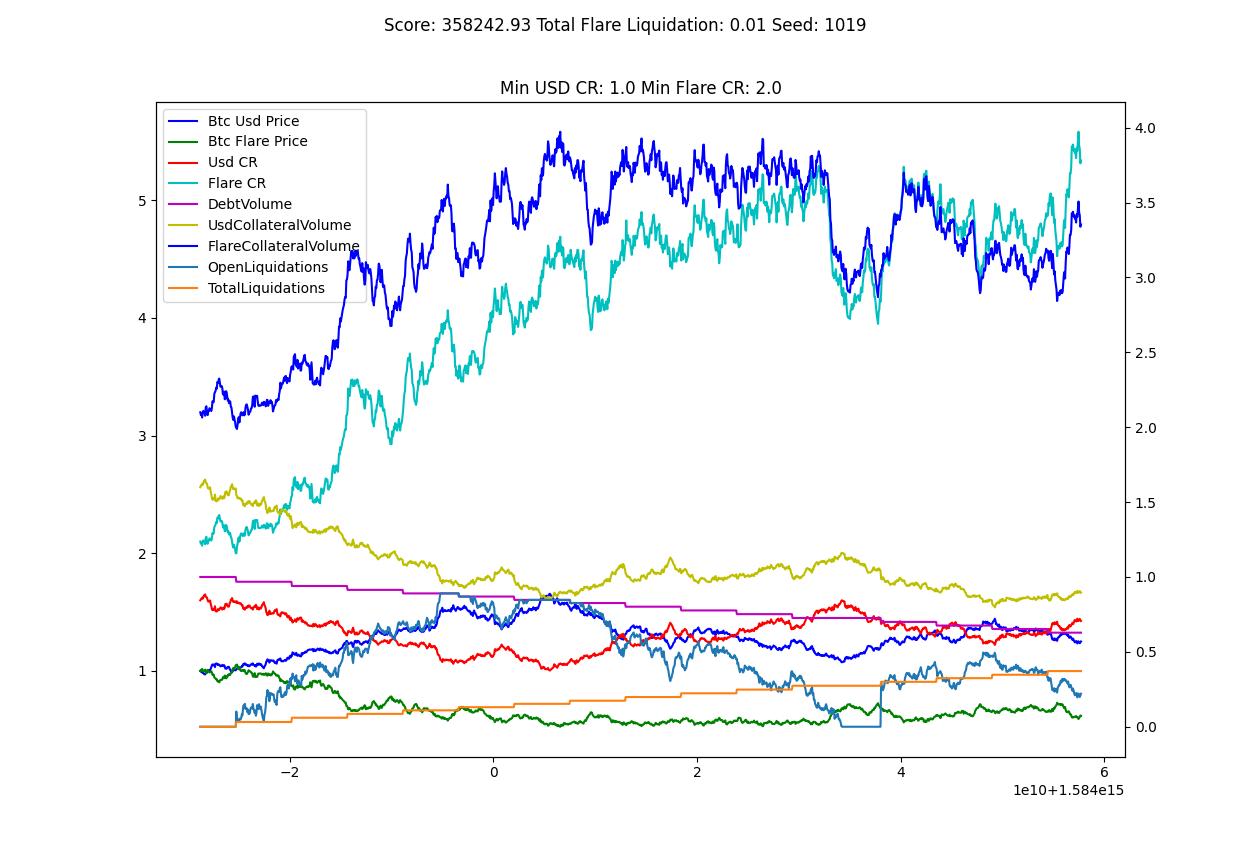 Score: 358242.93 Total Flare Liquidation: 0.01 Seed: 1019
Min USD CR: 1.0 Min Flare CR: 2.0
Btc Usd Price
Btc Flare Price
Usd CR
Flare CR
DebtVolume
UsdCollateralVolume
FlareCollateralVolume
OpenLiquidations
TotalLiquidations
5
4
3
2
1
4.0
3.5
3.0
2.5
2.0
1.5
1.0
0.5
0.0
−2
0
2
4
6
1e10+1.584e15